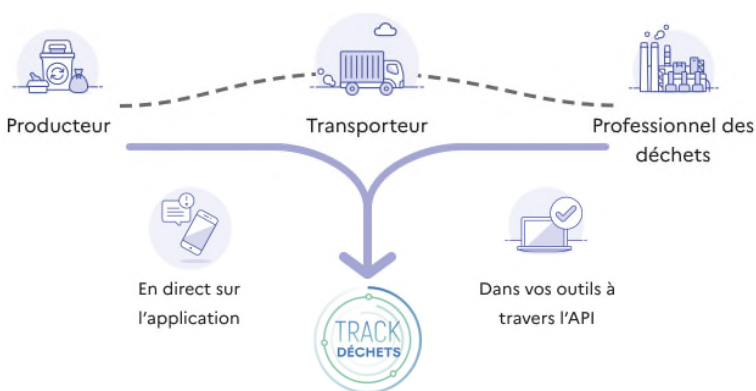 Producteur
Transporteur
Professionnel des
déchets
En direct sur
l'application
Dans vos outils à
travers l'API
TRACK
DÉCHETS